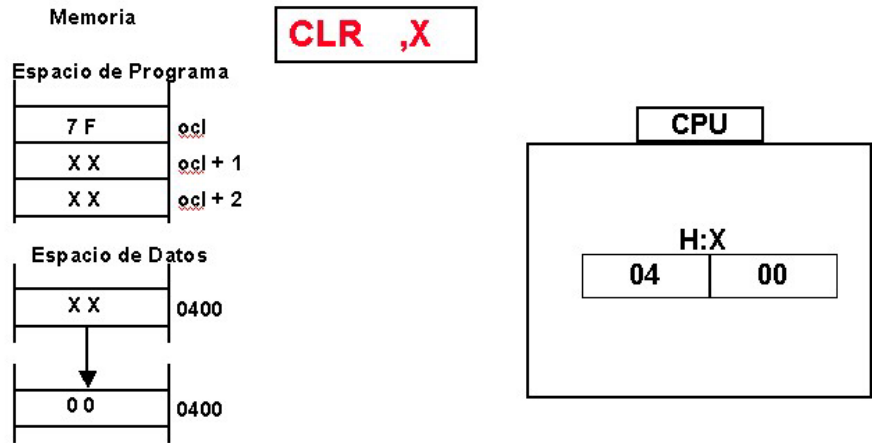 Memoria
CLR ,X
Espacio de Programa
7 F ocl
X X ocl + 1
X X ocl + 2
CPU
H:X
04 00
Espacio de Datos
X X 0400
0 0 0400